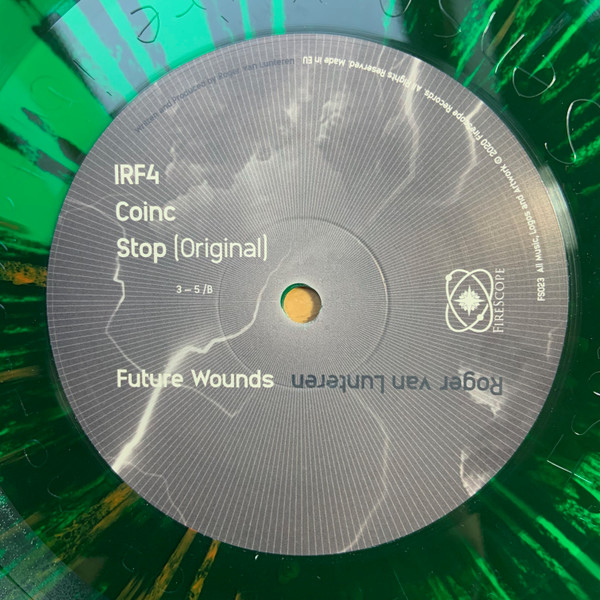 IRF4
Coinc
Stop (Original)
3 – 5 /B
Future Wounds
Roger van Lunteren
FIRESCOPE
FS023 All Music, Logos and Artwork © 2020 Firescope Records. All Rights Reserved. Made in EU
Written and Produced by Roger van Lunteren